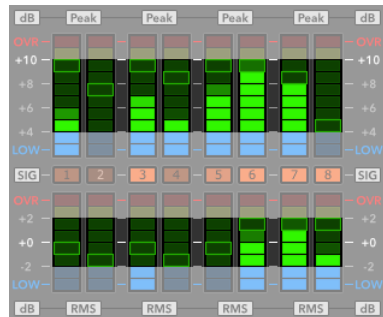 dB Peak Peak Peak Peak dB
OVR OVR
+10 +10
+8 +8
+6 +6
+4 +4
LOW LOW
SIG 1 2 3 4 5 6 7 8 SIG
OVR OVR
+2 +2
+0 +0
-2 -2
LOW LOW
dB RMS RMS RMS RMS dB